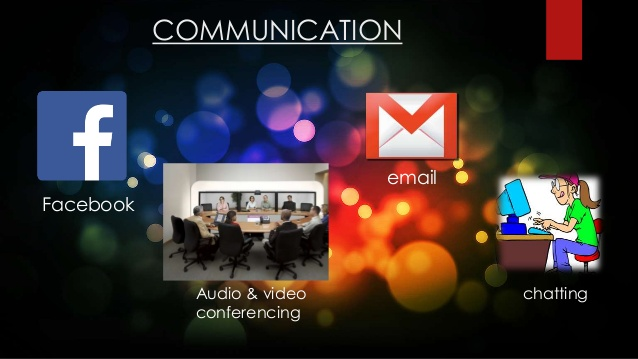 COMMUNICATION
Facebook
email
Audio & video
conferencing
chatting